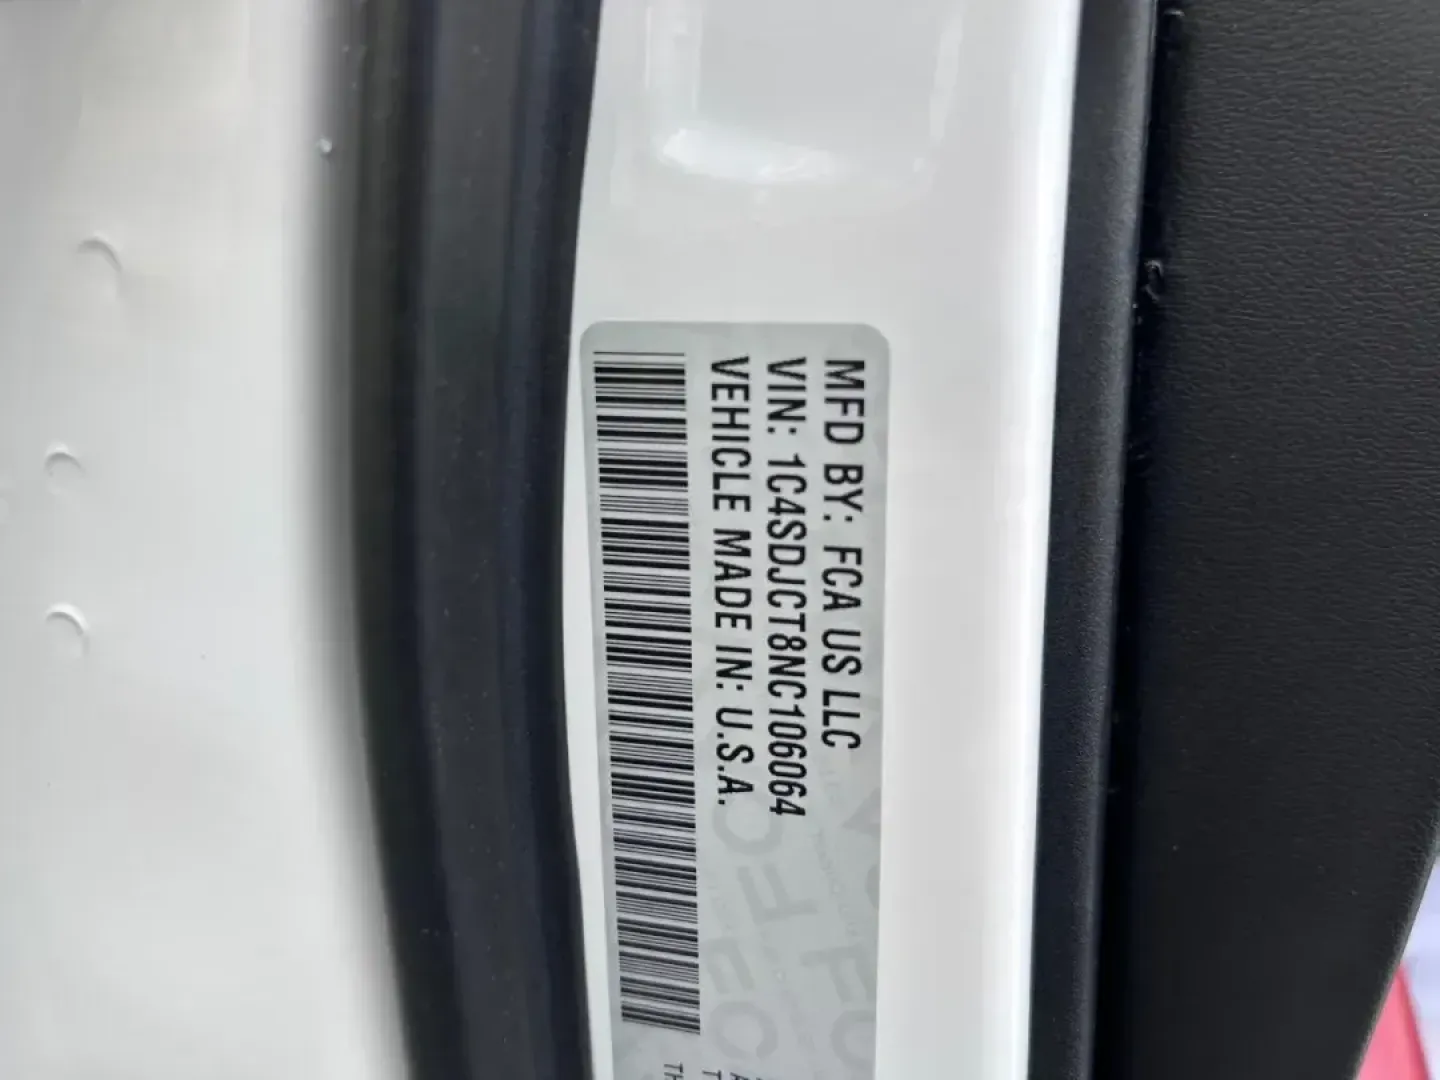 MFD BY: FCA US LLC
VIN: 1C4SDJCT8NC106064
VEHICLE MADE IN: U.S.A.